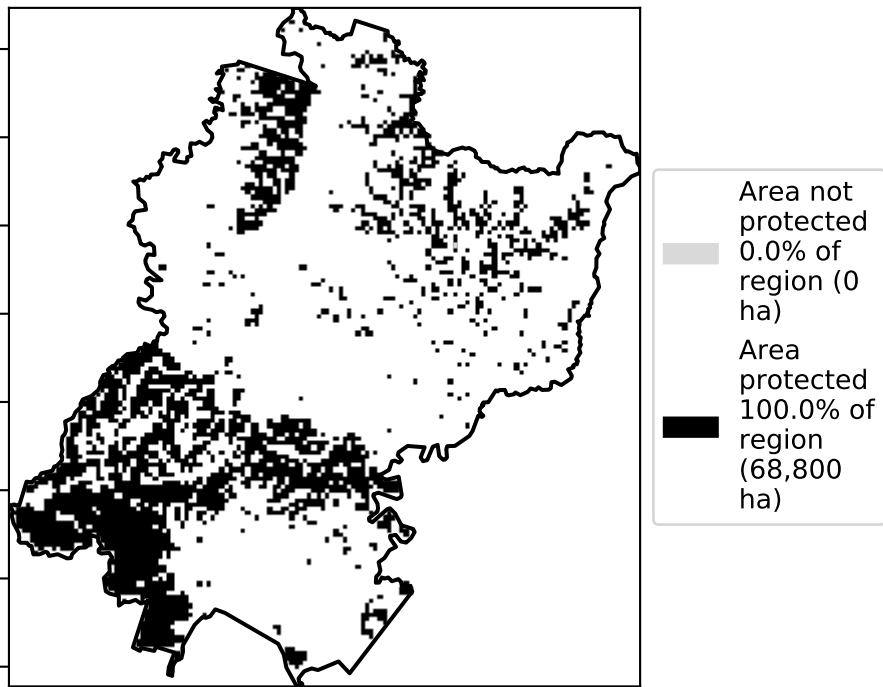 Area not
protected
0.0% of
region (0
ha)
Area
protected
100.0% of
region
(68,800
ha)